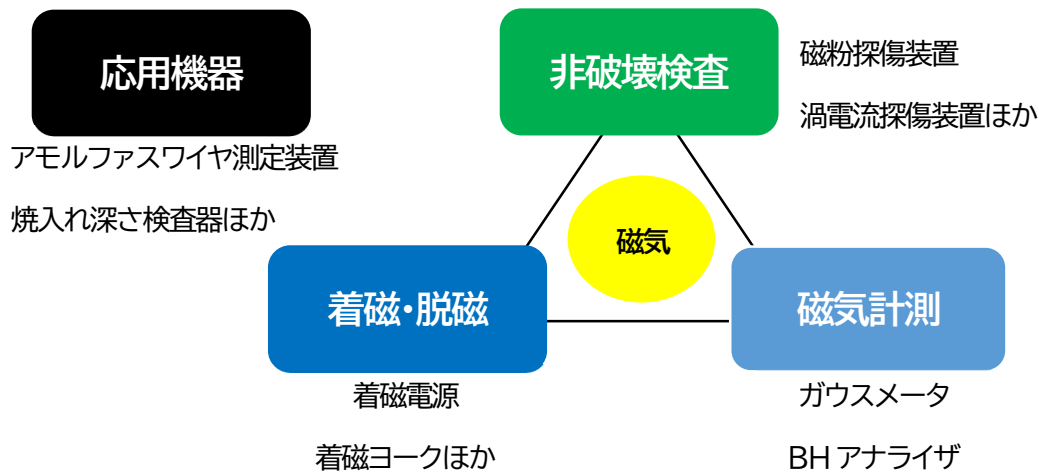 応用機器
アモルファスワイヤ測定装置
焼入れ深さ検査器ほか
非破壊検査
磁粉探傷装置
渦電流探傷装置ほか
磁気
着磁・脱磁
着磁電源
着磁ヨークほか
磁気計測
ガウスメータ
BH アナライザ